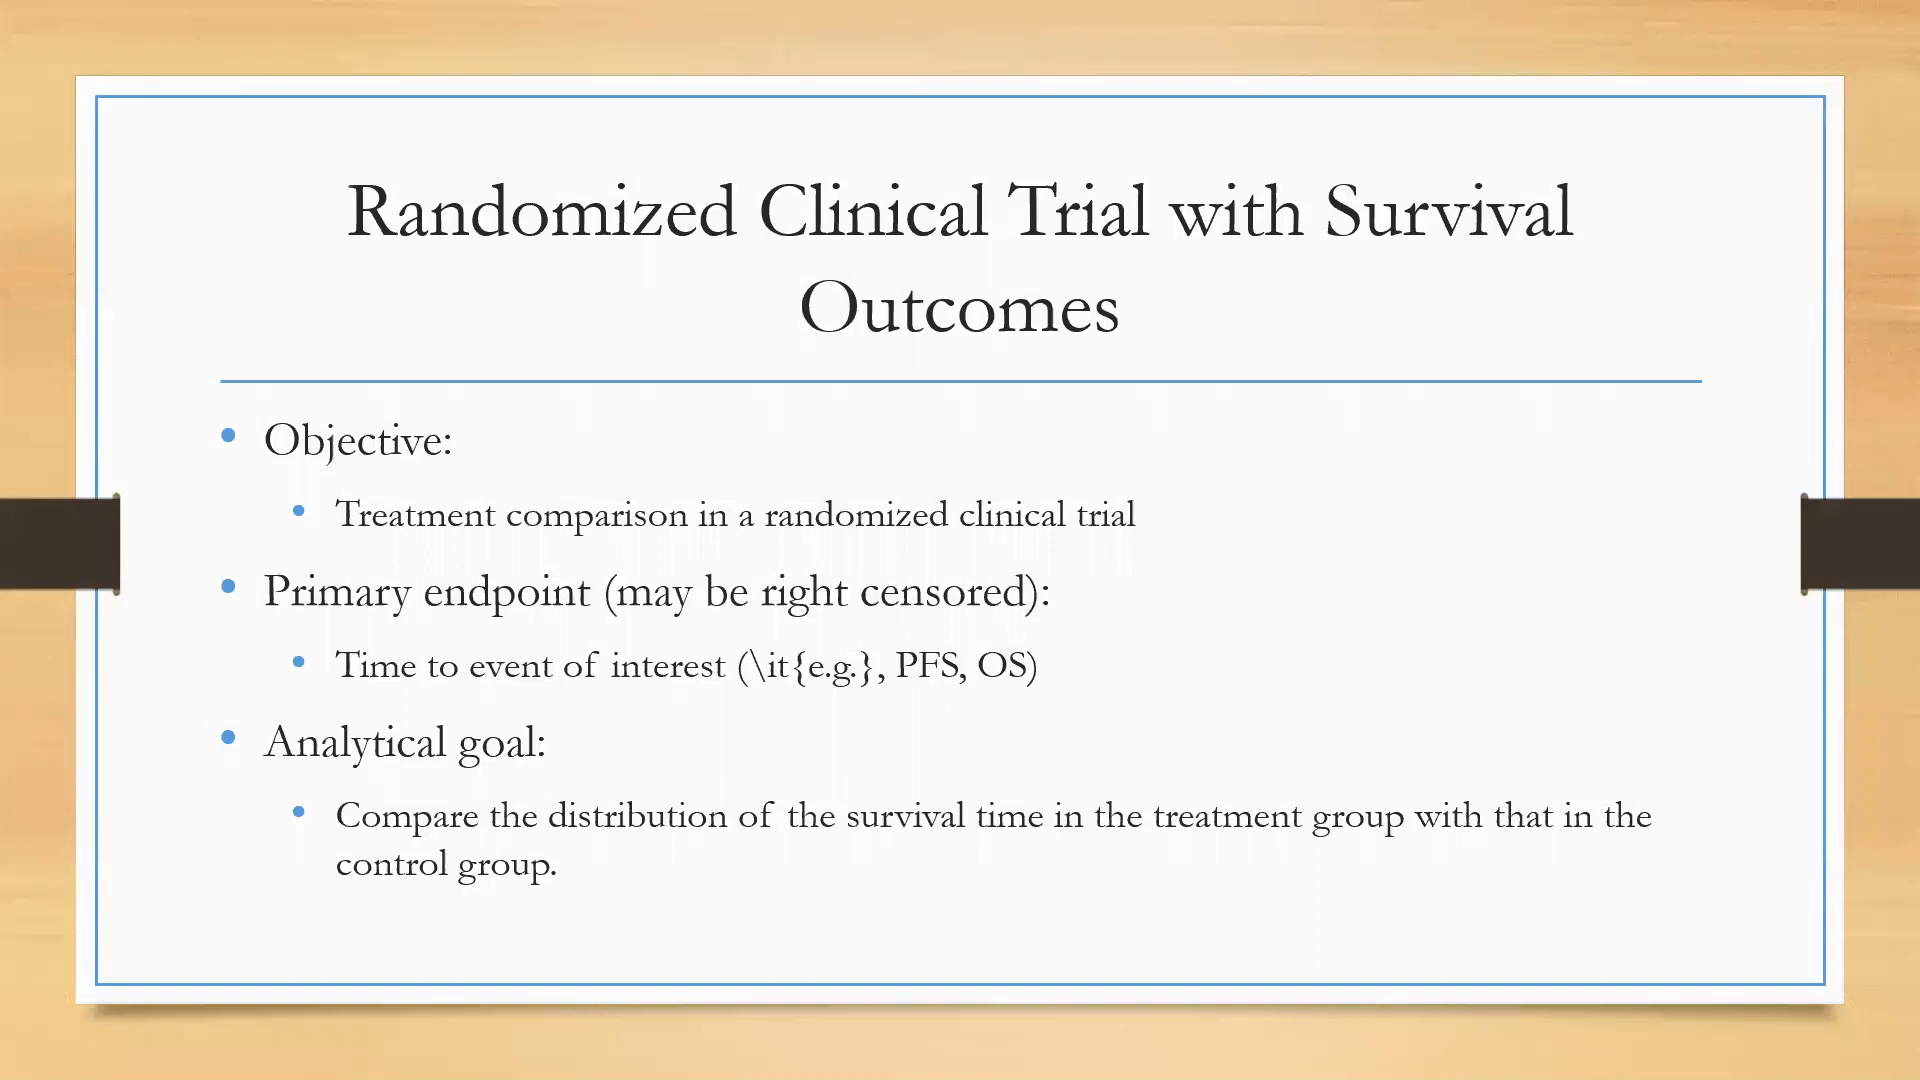 Randomized Clinical Trial with Survival
Outcomes
• Objective:
• Treatment comparison in a randomized clinical trial
• Primary endpoint (may be right censored):
• Time to event of interest (\it{e.g.}, PFS, OS)
• Analytical goal:
• Compare the distribution of the survival time in the treatment group with that in the
control group.